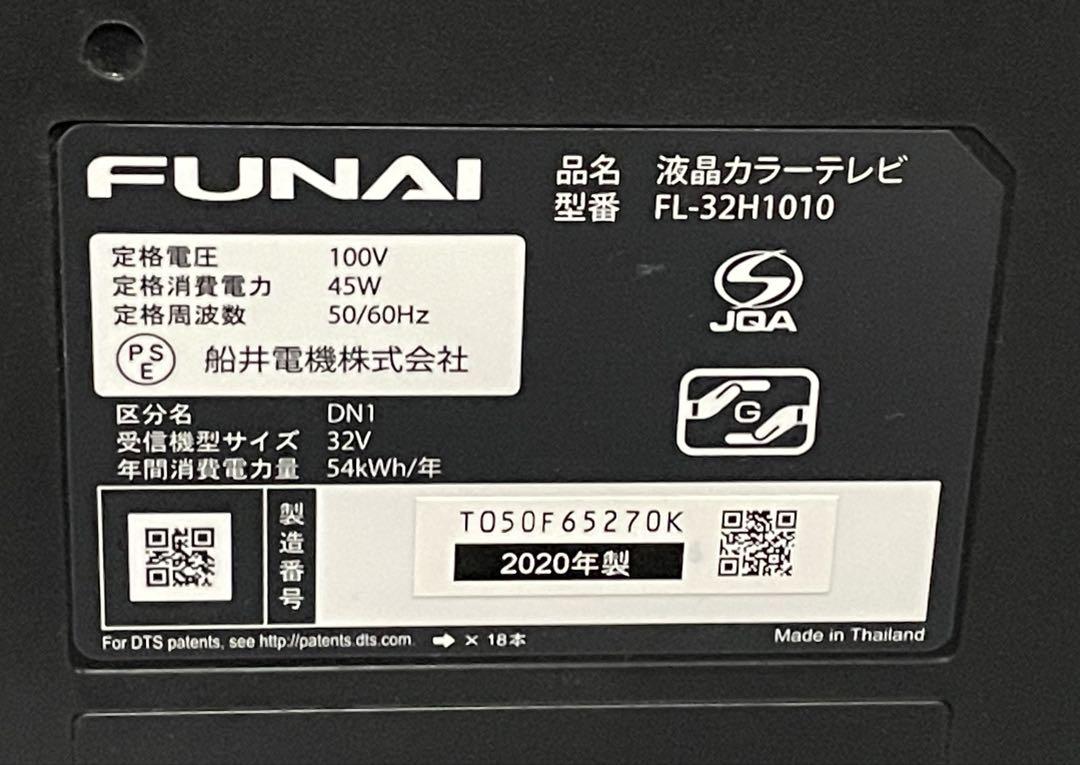 FUNAI
品名 液晶カラーテレビ
型番 FL-32H1010
定格電圧 100V
定格消費電力 45W
定格周波数 50/60Hz
PSE 船井電機株式会社
JQA
G
区分名 DN1
受信機型サイズ 32V
年間消費電力量 54kWh/年
製造番号
T050F65270K
2020年製
For DTS patents, see http://patents.dts.com. ➡ × 18本
Made in Thailand